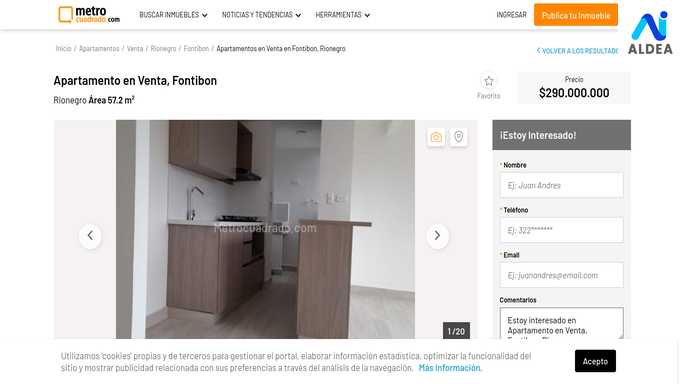 metro
cuadrado.com
BUSCAR INMUEBLES
NOTICIAS Y TENDENCIAS
HERRAMIENTAS
INGRESAR
Publica tu Inmueble
ALDEA
Inicio / Apartamentos / Venta / Rionegro / Fontibon / Apartamentos en Venta en Fontibon, Rionegro
VOLVER A LOS RESULTAD
Apartamento en Venta, Fontibon
Rionegro Área 57.2 m²
Favorito
Precio
$290.000.000
Metrocuadrado.com
1 / 20
¡Estoy Interesado!
* Nombre
Ej: Juan Andres
* Teléfono
Ej: 322*******
* Email
Ej: juanandres@email.com
Comentarios
Estoy interesado en
Apartamento en Venta,
Utilizamos 'cookies' propias y de terceros para gestionar el portal, elaborar información estadística, optimizar la funcionalidad del
sitio y mostrar publicidad relacionada con sus preferencias a través del análisis de la navegación. Más información.
Acepto